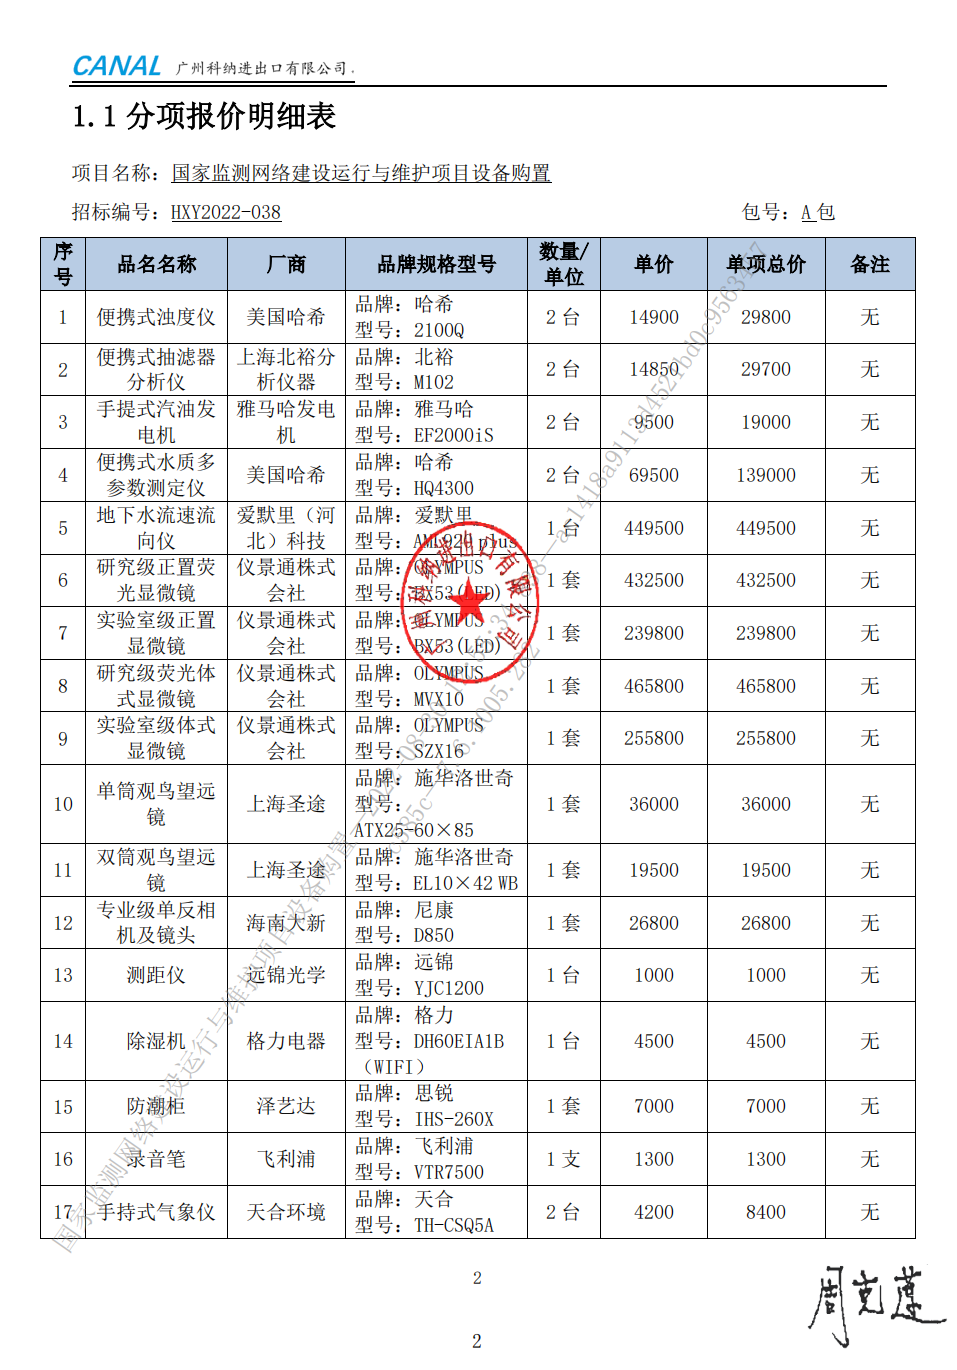 CANAL 广州科纳进出口有限公司.
1.1 分项报价明细表
项目名称：国家监测网络建设运行与维护项目设备购置
招标编号：HXY2022-038 包号：A 包
序号 品名名称 厂商 品牌规格型号 数量/单位 单价 单项总价 备注
1 便携式浊度仪 美国哈希 品牌：哈希 型号：2100Q 2 台 14900 29800 无
2 便携式抽滤器分析仪 上海北裕分析仪器 品牌：北裕 型号：M102 2 台 14850 29700 无
3 手提式汽油发电机 雅马哈发电机 品牌：雅马哈 型号：EF2000iS 2 台 9500 19000 无
4 便携式水质多参数测定仪 美国哈希 品牌：哈希 型号：HQ4300 2 台 69500 139000 无
5 地下水流速流向仪 爱默里（河北）科技 品牌：爱默里 型号：AML920 plus 1 台 449500 449500 无
6 研究级正置荧光显微镜 仪景通株式会社 品牌：OLYMPUS 型号：BX53(LED) 1 套 432500 432500 无
7 实验室级正置显微镜 仪景通株式会社 品牌：OLYMPUS 型号：BX53(LED) 1 套 239800 239800 无
8 研究级荧光体式显微镜 仪景通株式会社 品牌：OLYMPUS 型号：MVX10 1 套 465800 465800 无
9 实验室级体式显微镜 仪景通株式会社 品牌：OLYMPUS 型号：SZX16 1 套 255800 255800 无
10 单筒观鸟望远镜 上海圣途 品牌：施华洛世奇 型号：ATX25-60×85 1 套 36000 36000 无
11 双筒观鸟望远镜 上海圣途 品牌：施华洛世奇 型号：EL10×42 WB 1 套 19500 19500 无
12 专业级单反相机及镜头 海南大新 品牌：尼康 型号：D850 1 套 26800 26800 无
13 测距仪 远锦光学 品牌：远锦 型号：YJC1200 1 台 1000 1000 无
14 除湿机 格力电器 品牌：格力 型号：DH60EIA1B（WIFI） 1 台 4500 4500 无
15 防潮柜 泽艺达 品牌：思锐 型号：IHS-260X 1 套 7000 7000 无
16 录音笔 飞利浦 品牌：飞利浦 型号：VTR7500 1 支 1300 1300 无
17 手持式气象仪 天合环境 品牌：天合 型号：TH-CSQ5A 2 台 4200 8400 无
2
2
周克蓬